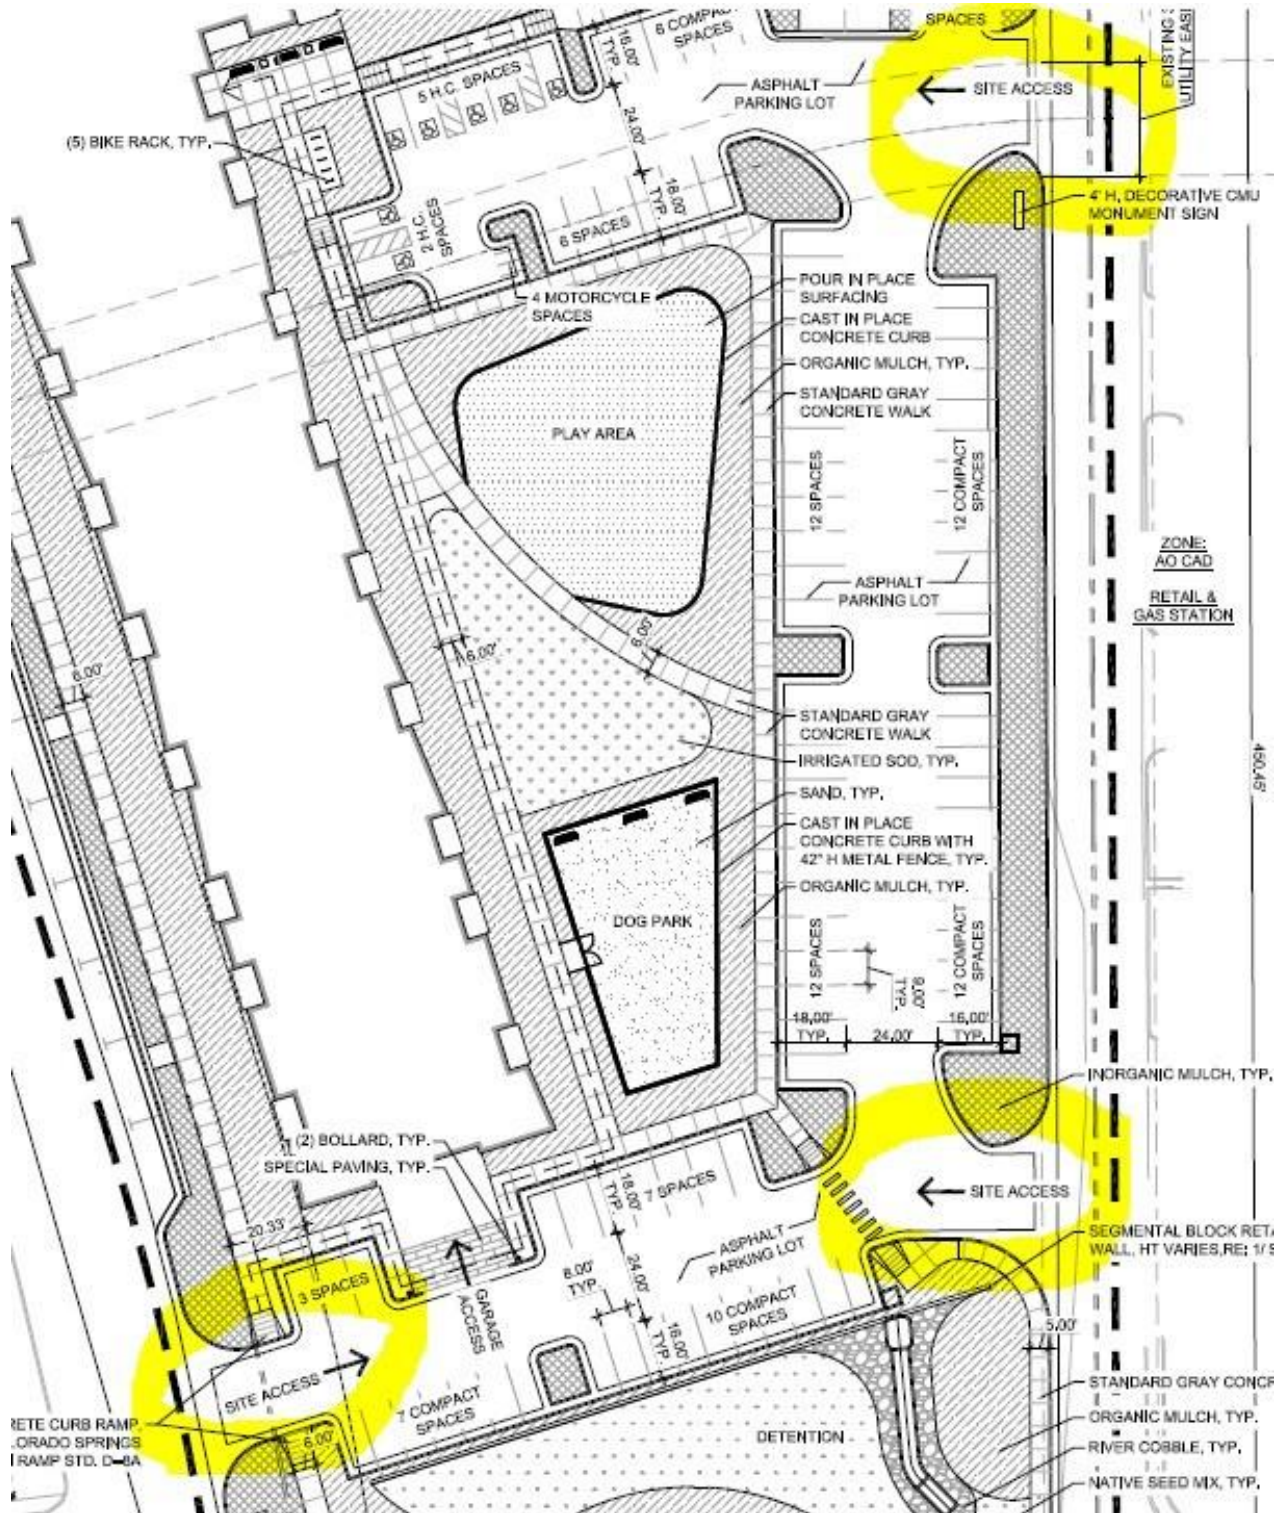 6 COMPACT
SPACES
SPACES
EXISTING
UTILITY EASE
16.00'
TYP.
5 H.C. SPACES
ASPHALT
PARKING LOT
SITE ACCESS
24.00'
(5) BIKE RACK, TYP.
18.00'
TYP.
2 H.C.
SPACES
6 SPACES
4' H, DECORATIVE CMU
MONUMENT SIGN
4 MOTORCYCLE
SPACES
POUR IN PLACE
SURFACING
CAST IN PLACE
CONCRETE CURB
ORGANIC MULCH, TYP.
STANDARD GRAY
CONCRETE WALK
PLAY AREA
12 SPACES
12 COMPACT
SPACES
ZONE:
AO CAD
RETAIL &
GAS STATION
ASPHALT
PARKING LOT
6.00'
6.00'
6.00'
STANDARD GRAY
CONCRETE WALK
IRRIGATED SOD, TYP.
SAND, TYP.
450.45'
CAST IN PLACE
CONCRETE CURB WITH
42" H METAL FENCE, TYP.
ORGANIC MULCH, TYP.
DOG PARK
12 SPACES
9.00'
TYP.
12 COMPACT
SPACES
18.00'
TYP.
24.00'
16.00'
TYP.
INORGANIC MULCH, TYP.
(2) BOLLARD, TYP.
SPECIAL PAVING, TYP.
18.00'
TYP.
7 SPACES
SITE ACCESS
20.33'
ASPHALT
PARKING LOT
SEGMENTAL BLOCK RETA
WALL, HT VARIES, RE: 1/
3 SPACES
GARAGE
ACCESS
8.00'
TYP.
24.00'
10 COMPACT
SPACES
5.00'
16.00'
TYP.
SITE ACCESS
7 COMPACT
SPACES
STANDARD GRAY CONCR
RETE CURB RAMP,
LORADO SPRINGS
RAMP STD. D-8A
6.00'
DETENTION
ORGANIC MULCH, TYP.
RIVER COBBLE, TYP.
NATIVE SEED MIX, TYP.